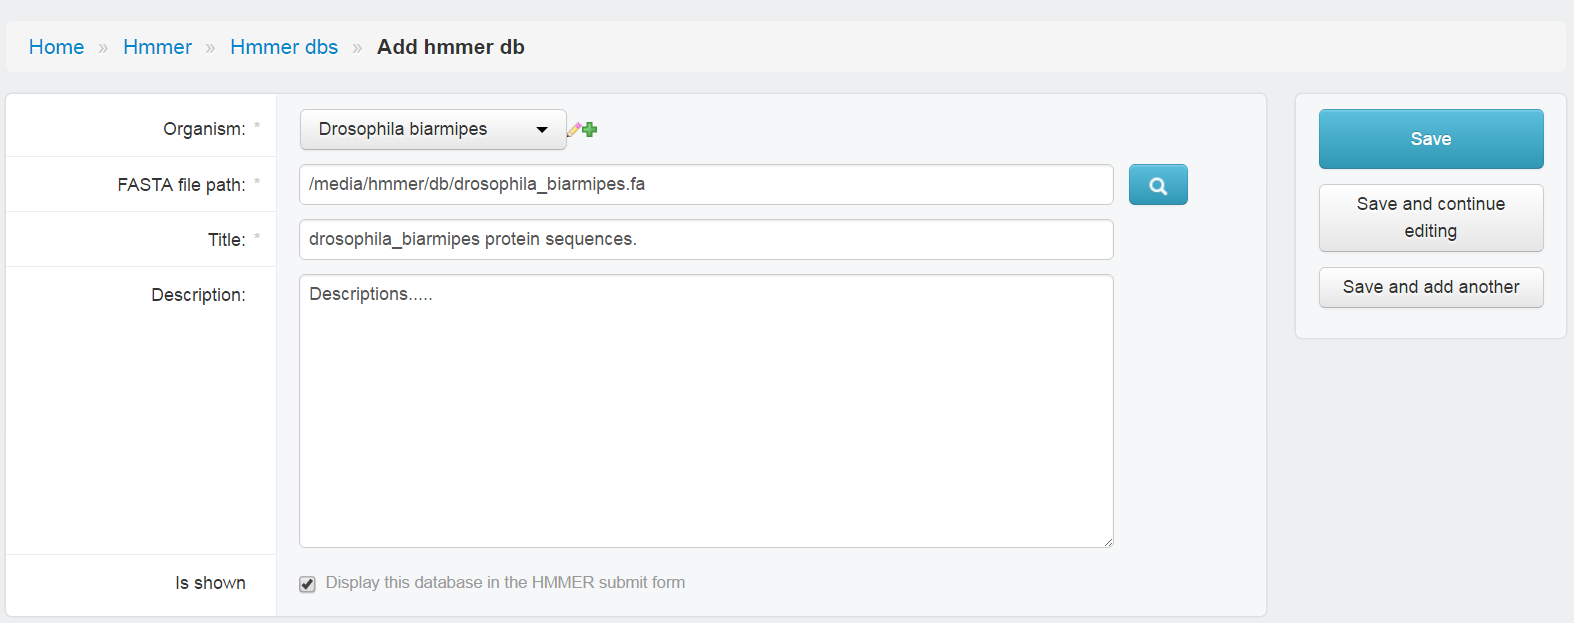 Home » Hmmer » Hmmer dbs » Add hmmer db
Organism: * Drosophila biarmipes
FASTA file path: * /media/hmmer/db/drosophila_biarmipes.fa
Title: * drosophila_biarmipes protein sequences.
Description: Descriptions.....
Is shown Display this database in the HMMER submit form
Save
Save and continue
editing
Save and add another